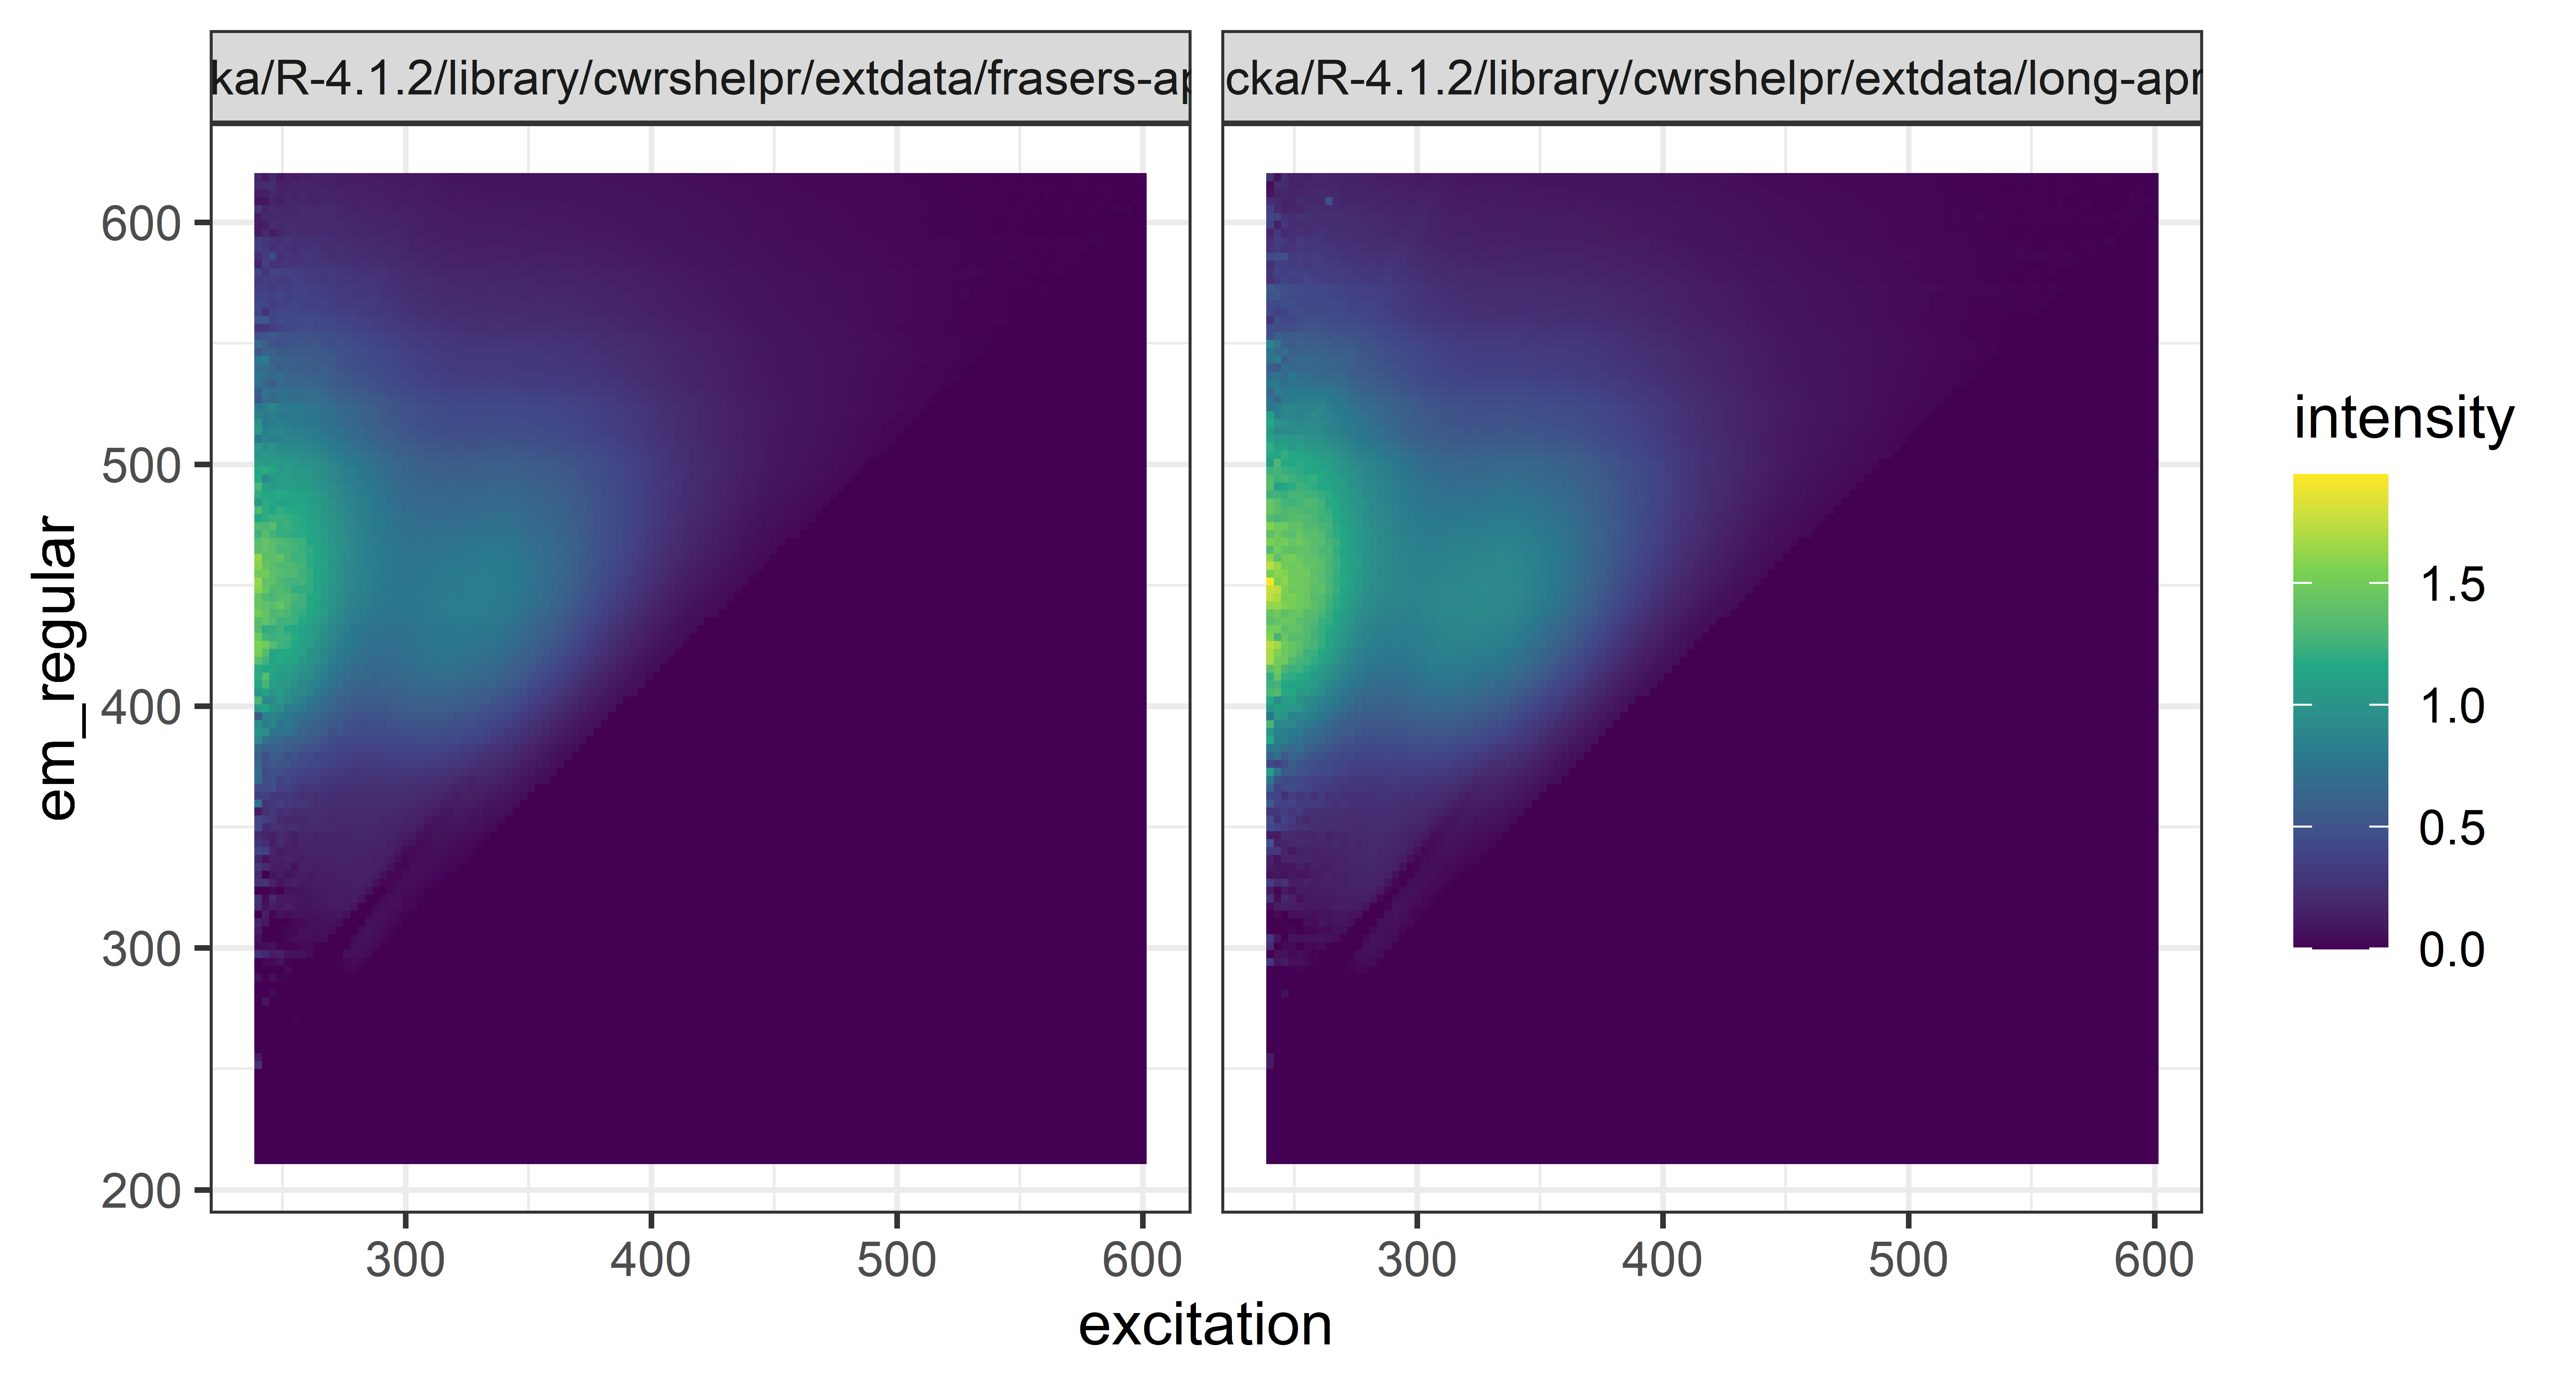 ka/R-4.1.2/library/cwrshelpr/extdata/frasers-ap
cka/R-4.1.2/library/cwrshelpr/extdata/long-apr
600
500
400
300
200
em_regular
300 400 500 600
300 400 500 600
excitation
intensity
1.5
1.0
0.5
0.0